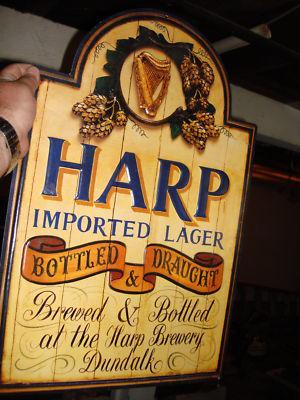 HARP
IMPORTED LAGER
BOTTLED & DRAUGHT
Brewed & Bottled
at the Harp Brewery
Dundalk